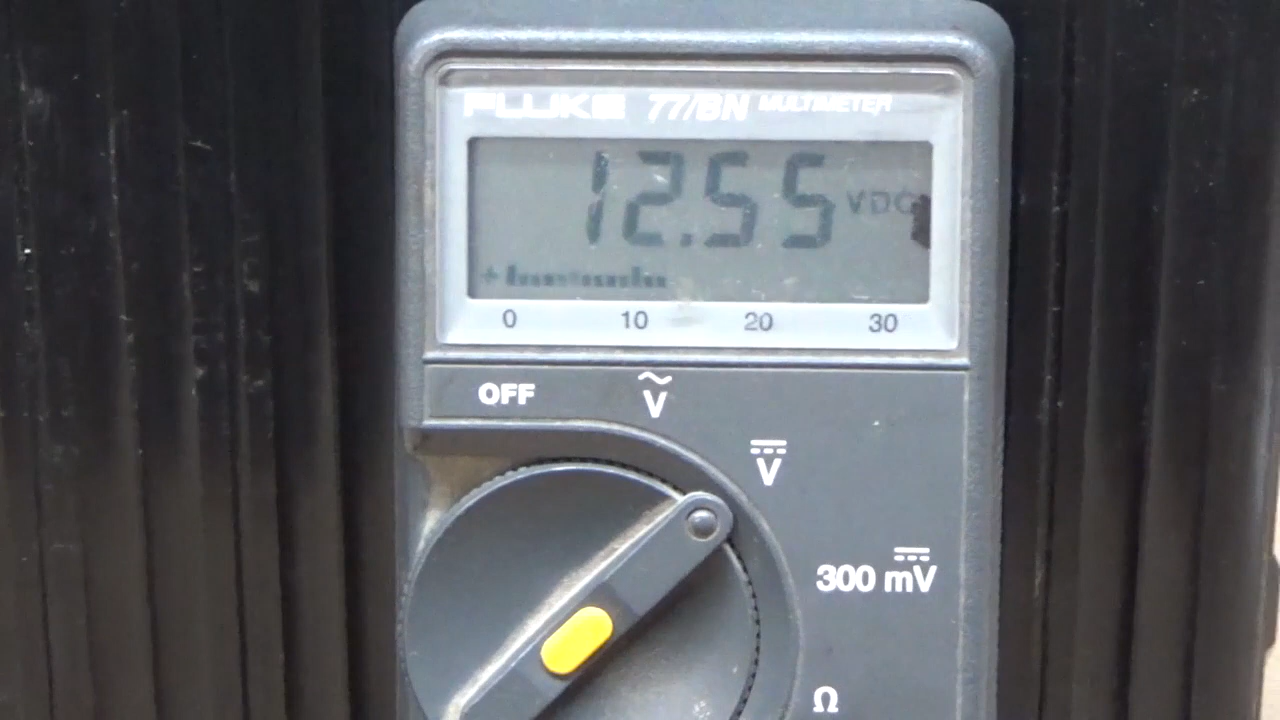 FLUKE 77/BN MULTIMETER
12.55 VDC
+
0 10 20 30
OFF
V
V
300 mV
Ω